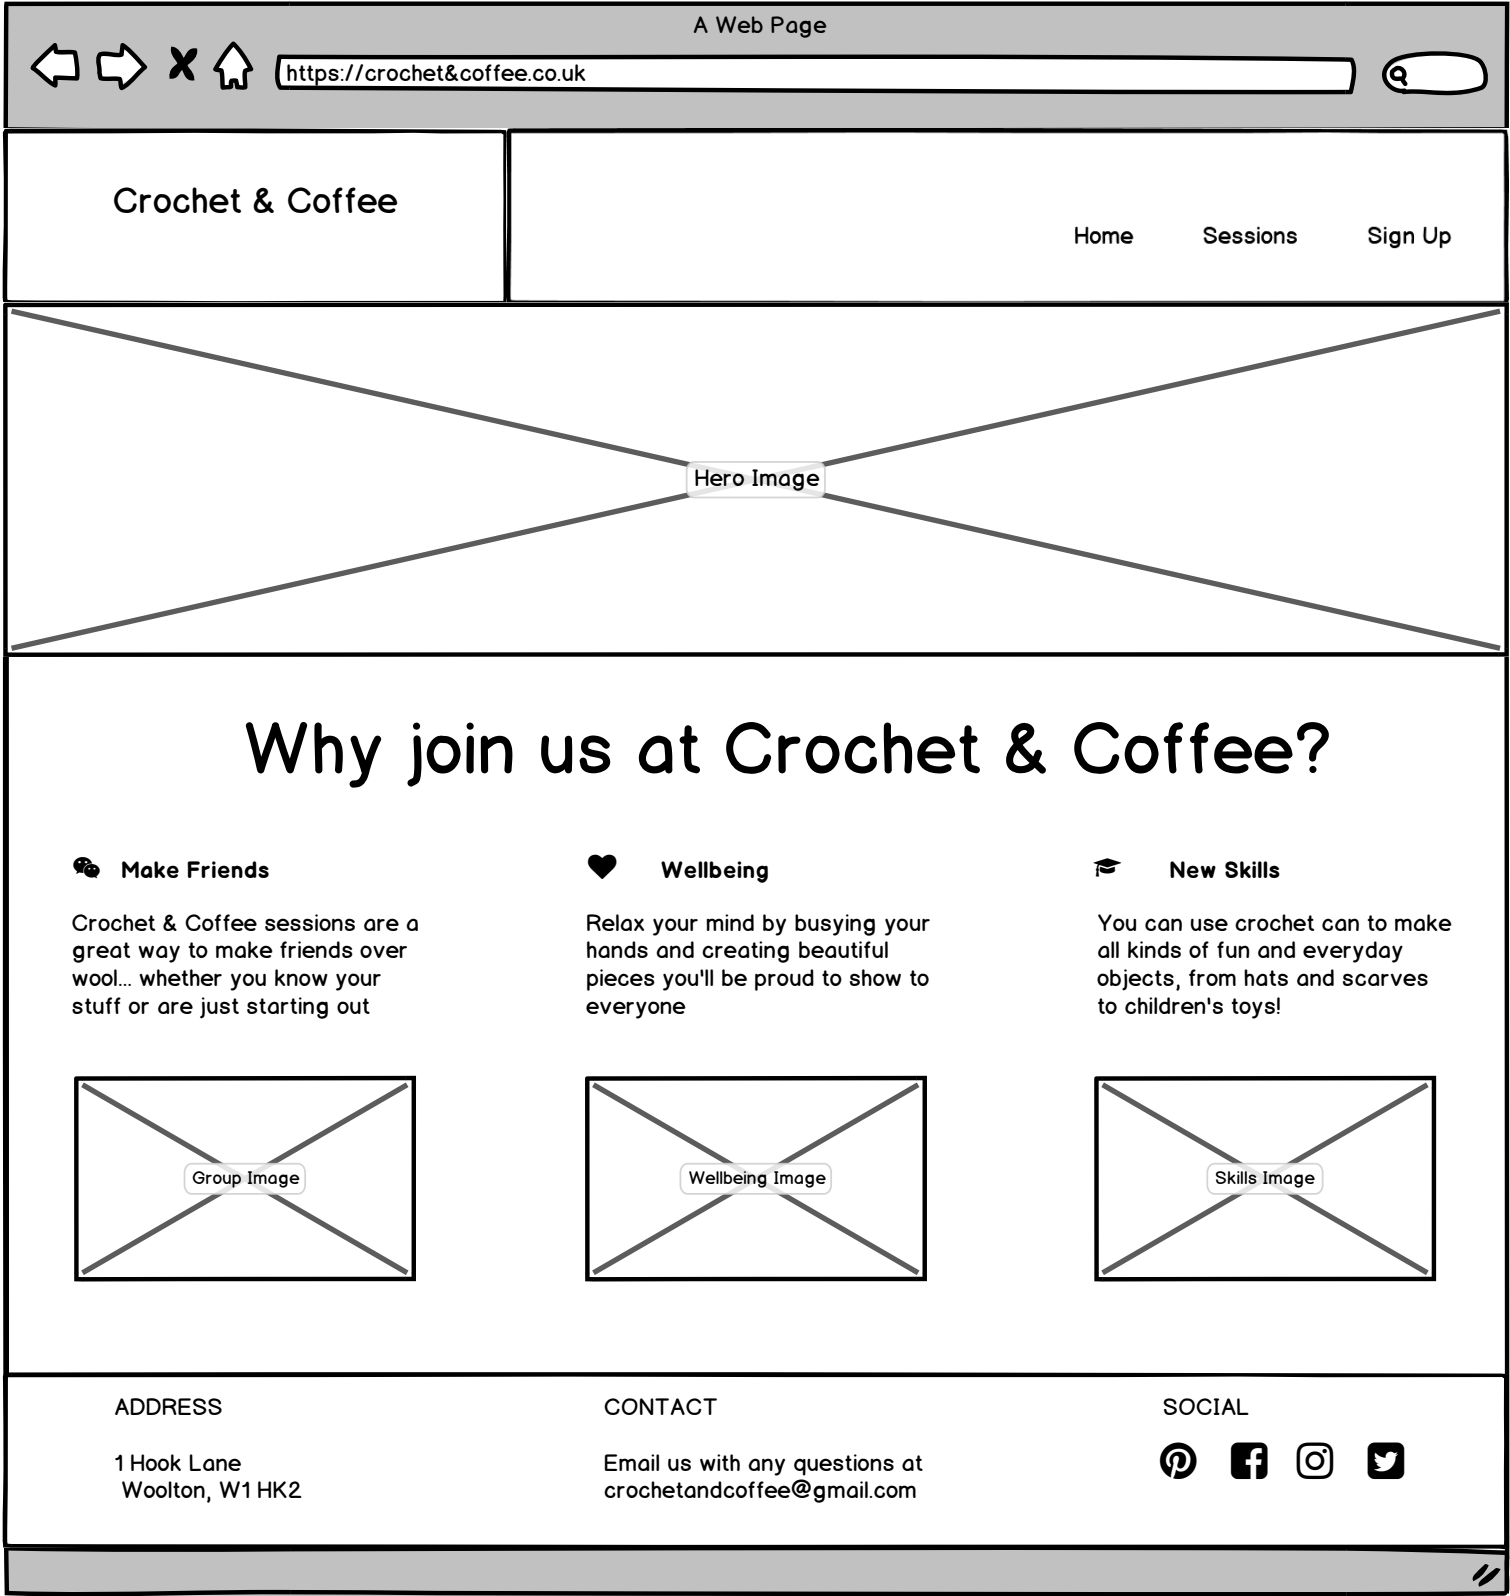 A Web Page
https://crochet&coffee.co.uk
Crochet & Coffee
Home Sessions Sign Up
Hero Image
Why join us at Crochet & Coffee?
Make Friends
Crochet & Coffee sessions are a
great way to make friends over
wool... whether you know your
stuff or are just starting out
Wellbeing
Relax your mind by busying your
hands and creating beautiful
pieces you'll be proud to show to
everyone
New Skills
You can use crochet can to make
all kinds of fun and everyday
objects, from hats and scarves
to children's toys!
Group Image
Wellbeing Image
Skills Image
ADDRESS
1 Hook Lane
Woolton, W1 HK2
CONTACT
Email us with any questions at
crochetandcoffee@gmail.com
SOCIAL